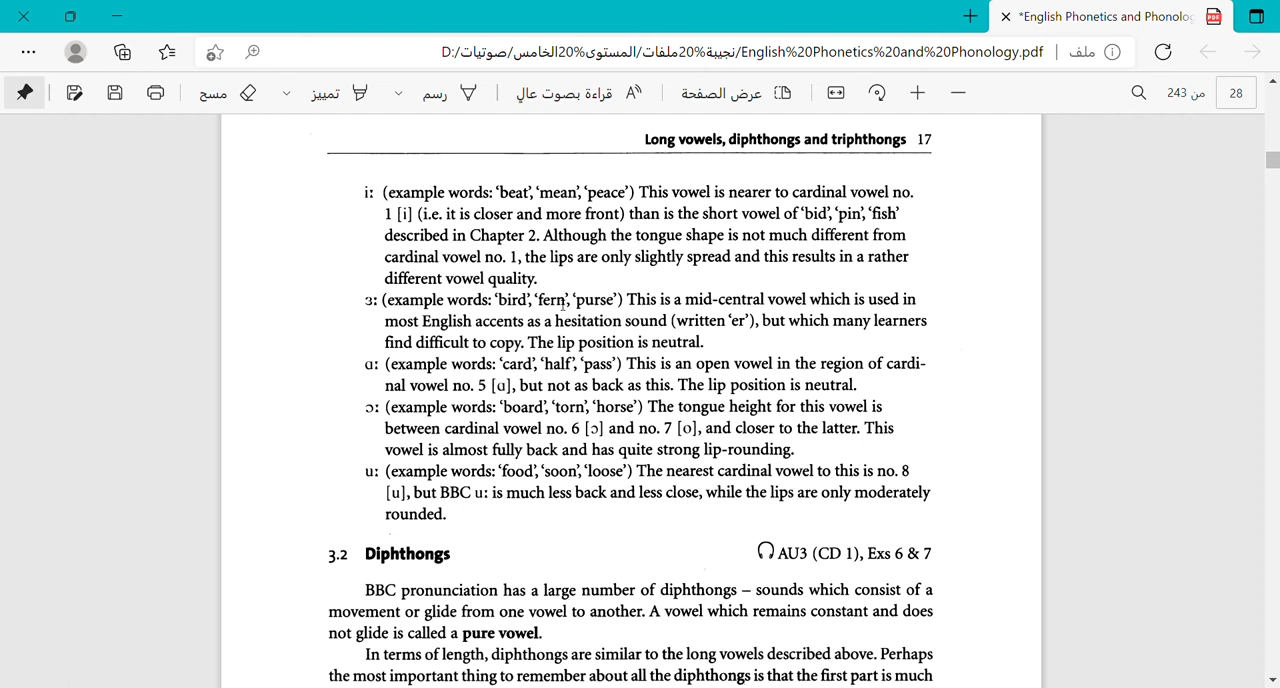 *English Phonetics and Phonolog
D:/نجيبة%20ملفات/المستوى%20الخامس/صوتيات/English%20Phonetics%20and%20Phonology.pdf
ملف
مسح
تمييز
رسم
قراءة بصوت عالٍ
عرض الصفحة
من 243
28
Long vowels, diphthongs and triphthongs 17
iː (example words: ‘beat’, ‘mean’, ‘peace’) This vowel is nearer to cardinal vowel no.
1 [i] (i.e. it is closer and more front) than is the short vowel of ‘bid’, ‘pin’, ‘fish’
described in Chapter 2. Although the tongue shape is not much different from
cardinal vowel no. 1, the lips are only slightly spread and this results in a rather
different vowel quality.
ɜː (example words: ‘bird’, ‘fern’, ‘purse’) This is a mid-central vowel which is used in
most English accents as a hesitation sound (written ‘er’), but which many learners
find difficult to copy. The lip position is neutral.
ɑː (example words: ‘card’, ‘half’, ‘pass’) This is an open vowel in the region of cardi-
nal vowel no. 5 [ɑ], but not as back as this. The lip position is neutral.
ɔː (example words: ‘board’, ‘torn’, ‘horse’) The tongue height for this vowel is
between cardinal vowel no. 6 [ɔ] and no. 7 [o], and closer to the latter. This
vowel is almost fully back and has quite strong lip-rounding.
uː (example words: ‘food’, ‘soon’, ‘loose’) The nearest cardinal vowel to this is no. 8
[u], but BBC uː is much less back and less close, while the lips are only moderately
rounded.
3.2 Diphthongs
AU3 (CD 1), Exs 6 & 7
BBC pronunciation has a large number of diphthongs – sounds which consist of a
movement or glide from one vowel to another. A vowel which remains constant and does
not glide is called a pure vowel.
In terms of length, diphthongs are similar to the long vowels described above. Perhaps
the most important thing to remember about all the diphthongs is that the first part is much